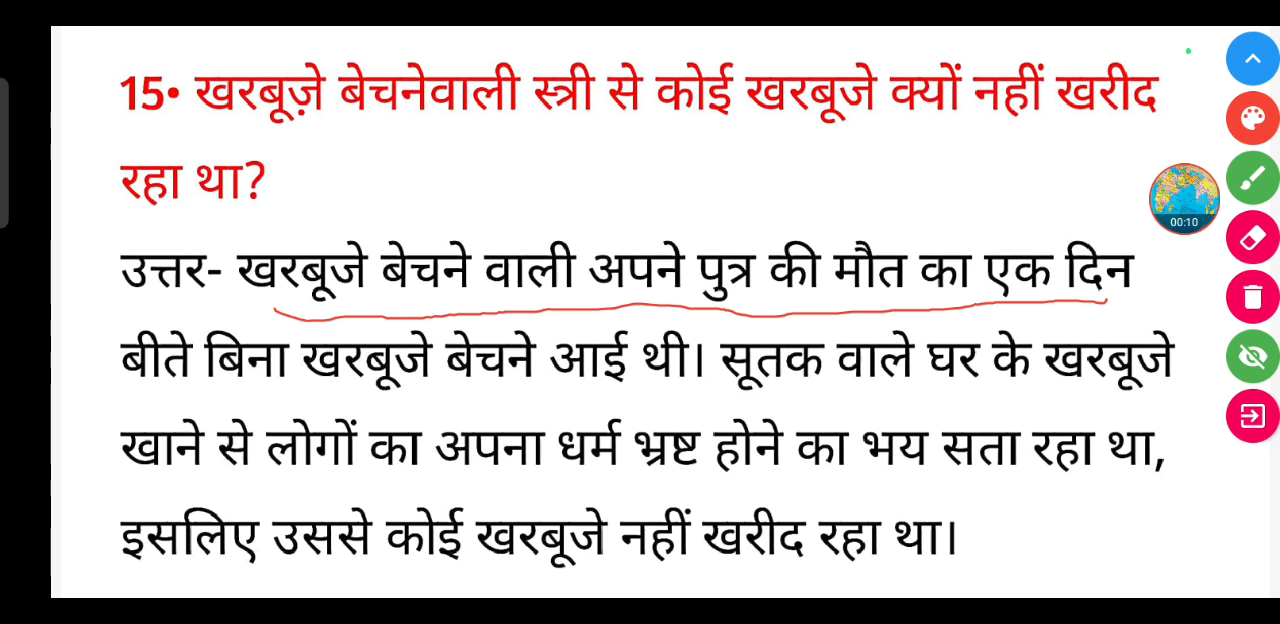 15• खरबूज़े बेचनेवाली स्त्री से कोई खरबूजे क्यों नहीं खरीद
रहा था?
उत्तर- खरबूजे बेचने वाली अपने पुत्र की मौत का एक दिन
बीते बिना खरबूजे बेचने आई थी। सूतक वाले घर के खरबूजे
खाने से लोगों का अपना धर्म भ्रष्ट होने का भय सता रहा था,
इसलिए उससे कोई खरबूजे नहीं खरीद रहा था।
00:10